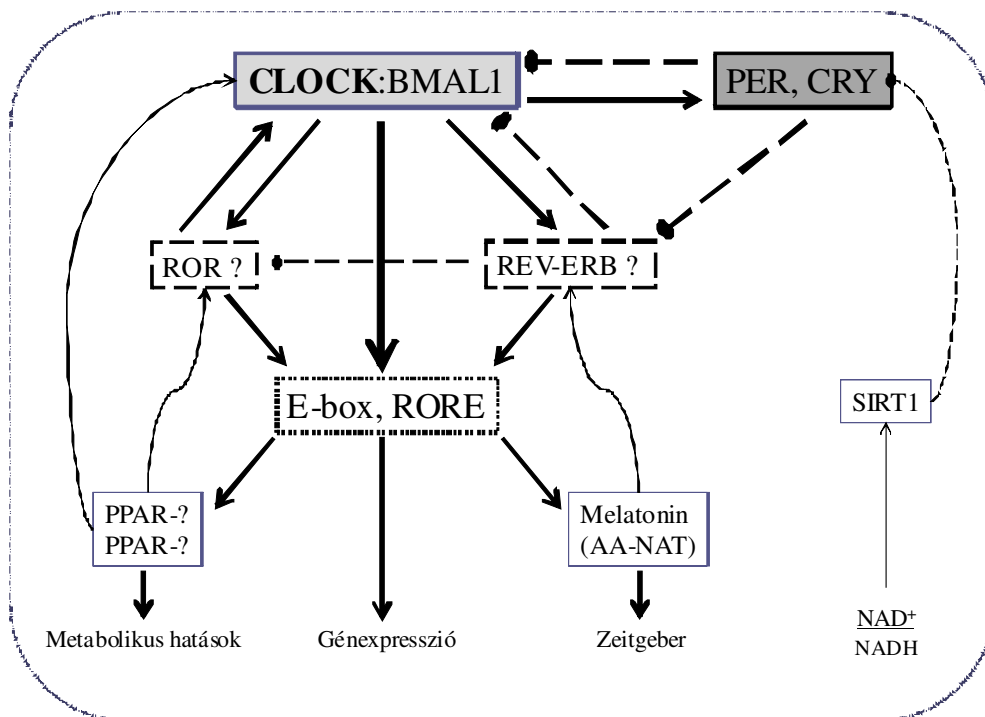 CLOCK:BMAL1
PER, CRY
ROR ?
REV-ERB ?
E-box, RORE
SIRT1
PPAR-?
PPAR-?
Melatonin
(AA-NAT)
Metabolikus hatások
Génexpresszió
Zeitgeber
NAD+
NADH